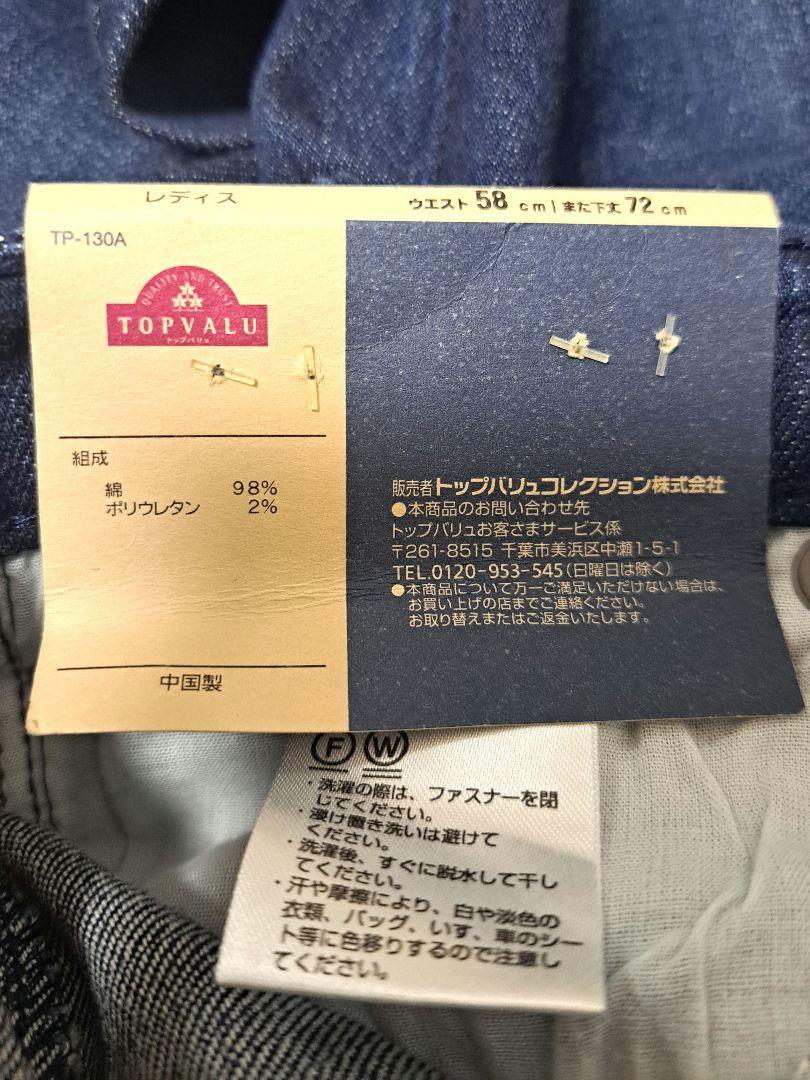 レディス
ウエスト 58 cm | また下丈 72 cm
TP-130A
QUALITY AND TRUST
TOPVALU
トップバリュ
組成
綿 98%
ポリウレタン 2%
中国製
販売者トップバリュコレクション株式会社
●本商品のお問い合わせ先
トップバリュお客さまサービス係
〒261-8515 千葉市美浜区中瀬1-5-1
TEL.0120-953-545(日曜日は除く)
●本商品について万一ご満足いただけない場合は、
お買い上げの店までご連絡ください。
お取り替えまたはご返金いたします。
F W
・洗濯の際は、ファスナーを閉
じてください。
・浸け置き洗いは避けて
ください。
・洗濯後、すぐに脱水して干し
てください。
・汗や摩擦により、白や淡色の
衣類、バッグ、いす、車のシー
ト等に色移りするので注意し
てください。